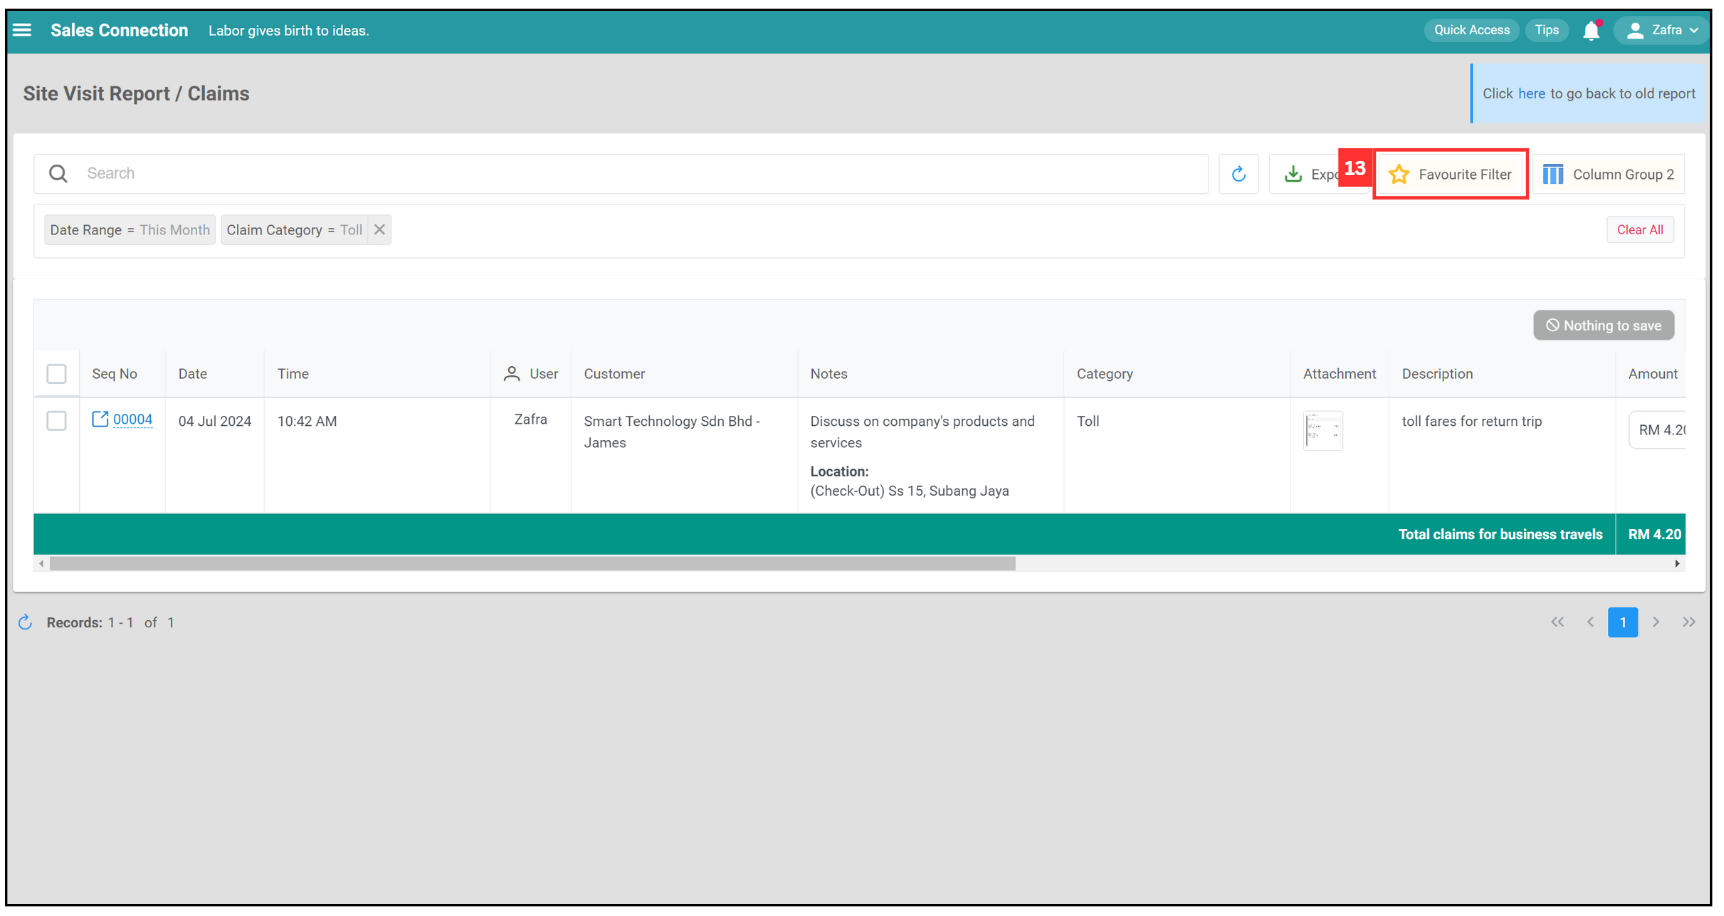 Sales Connection Labor gives birth to ideas. Quick Access Tips Zafra
Site Visit Report / Claims
Click here to go back to old report
Search
Expo
13
Favourite Filter
Column Group 2
Date Range = This Month Claim Category = Toll
Clear All
Nothing to save
Seq No Date Time User Customer Notes Category Attachment Description Amount
00004 04 Jul 2024 10:42 AM Zafra Smart Technology Sdn Bhd - Discuss on company's products and Toll toll fares for return trip RM 4.20
James services
Location:
(Check-Out) Ss 15, Subang Jaya
Total claims for business travels RM 4.20
Records: 1 - 1 of 1
1